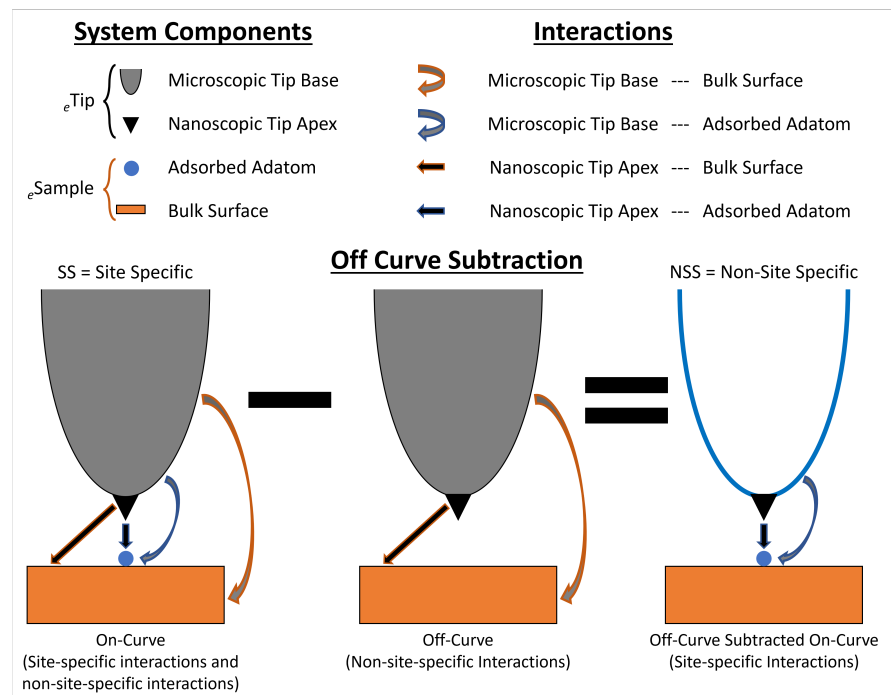 System Components
Interactions
Microscopic Tip Base
Microscopic Tip Base --- Bulk Surface
eTip
Nanoscopic Tip Apex
Microscopic Base --- Adsorbed Adatom
Adsorbed Adatom
Nanoscopic Tip Apex --- Bulk Surface
eSample
Bulk Surface
Nanoscopic Tip Apex --- Adsorbed Adatom
Off Curve Subtraction
SS = Site Specific
NSS = Non-Site Specific
On-Curve
(Site-specific interactions and
non-site-specific interactions)
Off-Curve
(Non-site-specific Interactions)
Off-Curve Subtracted On-Curve
(Site-specific Interactions)